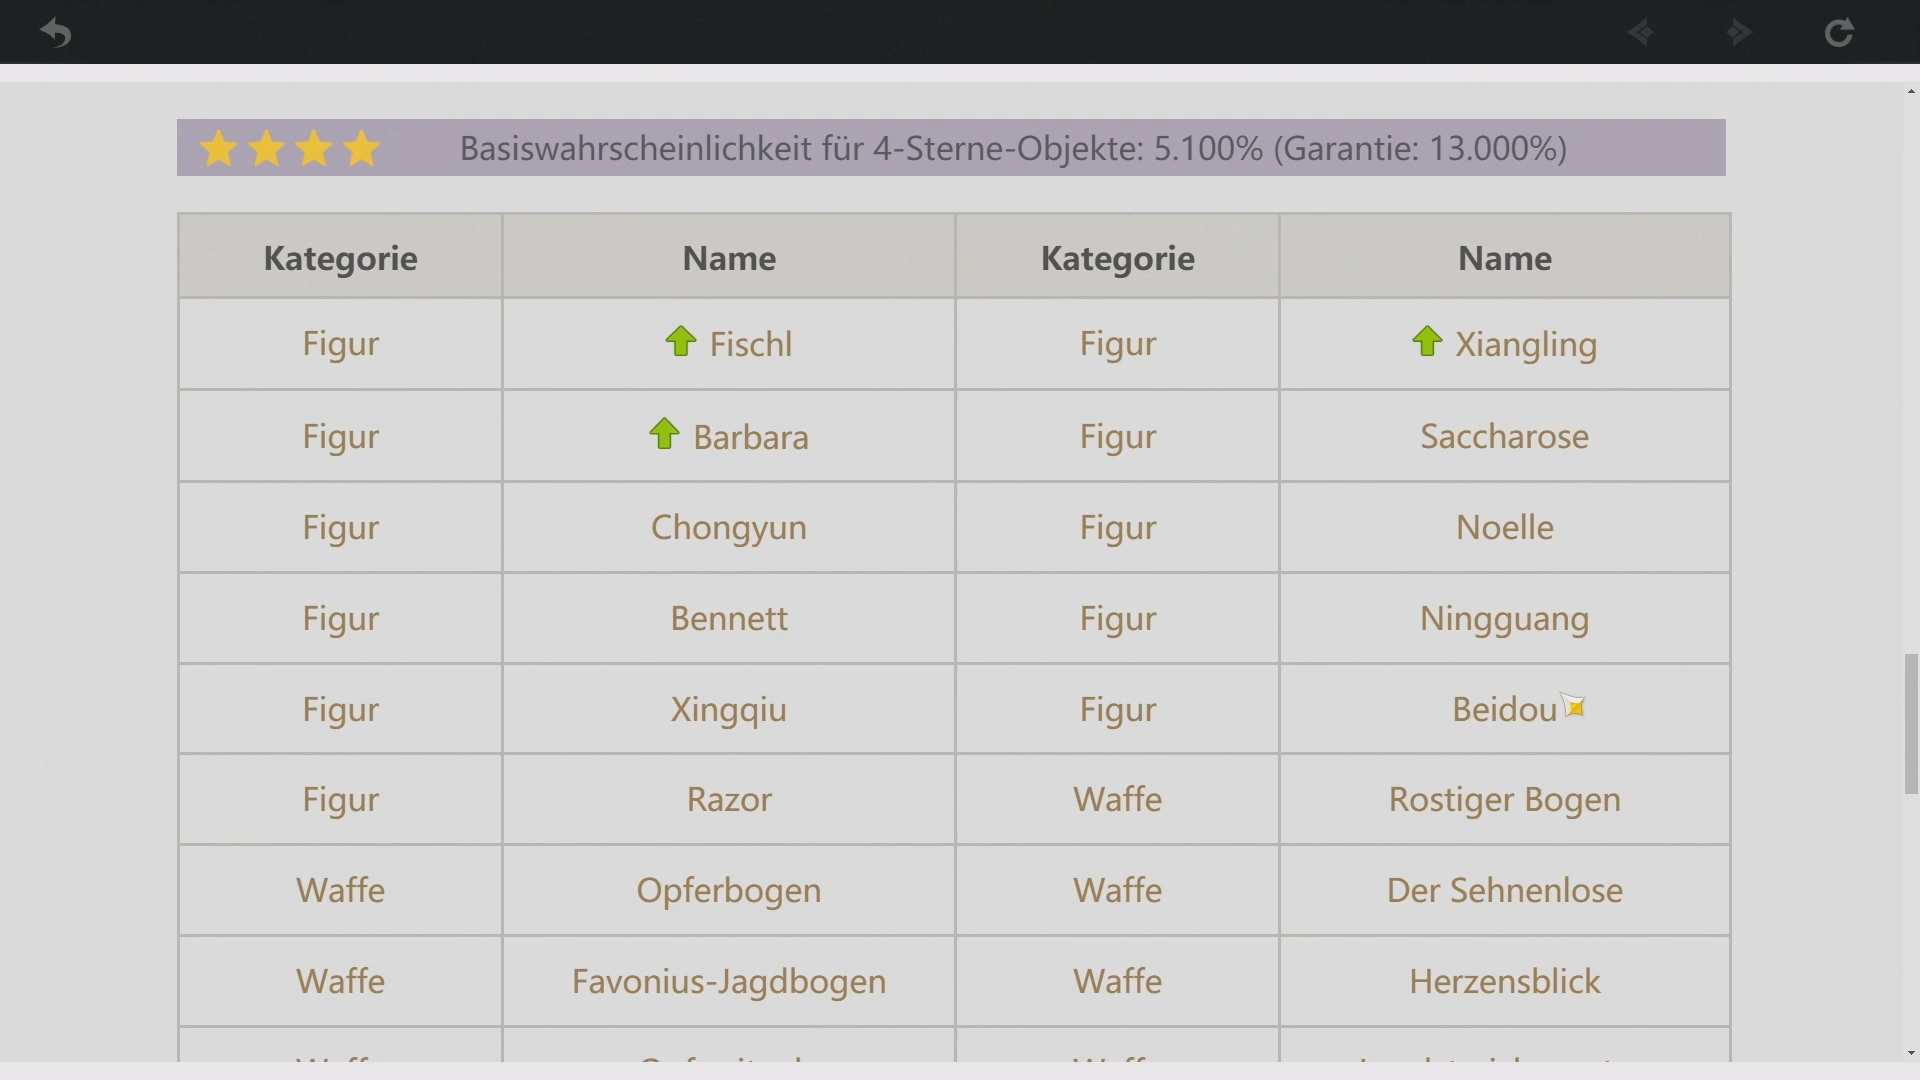 Basiswahrscheinlichkeit für 4-Sterne-Objekte: 5.100% (Garantie: 13.000%)
Kategorie Name Kategorie Name
Figur Fischl Figur Xiangling
Figur Barbara Figur Saccharose
Figur Chongyun Figur Noelle
Figur Bennett Figur Ningguang
Figur Xingqiu Figur Beidou
Figur Razor Waffe Rostiger Bogen
Waffe Opferbogen Waffe Der Sehnenlose
Waffe Favonius-Jagdbogen Waffe Herzensblick